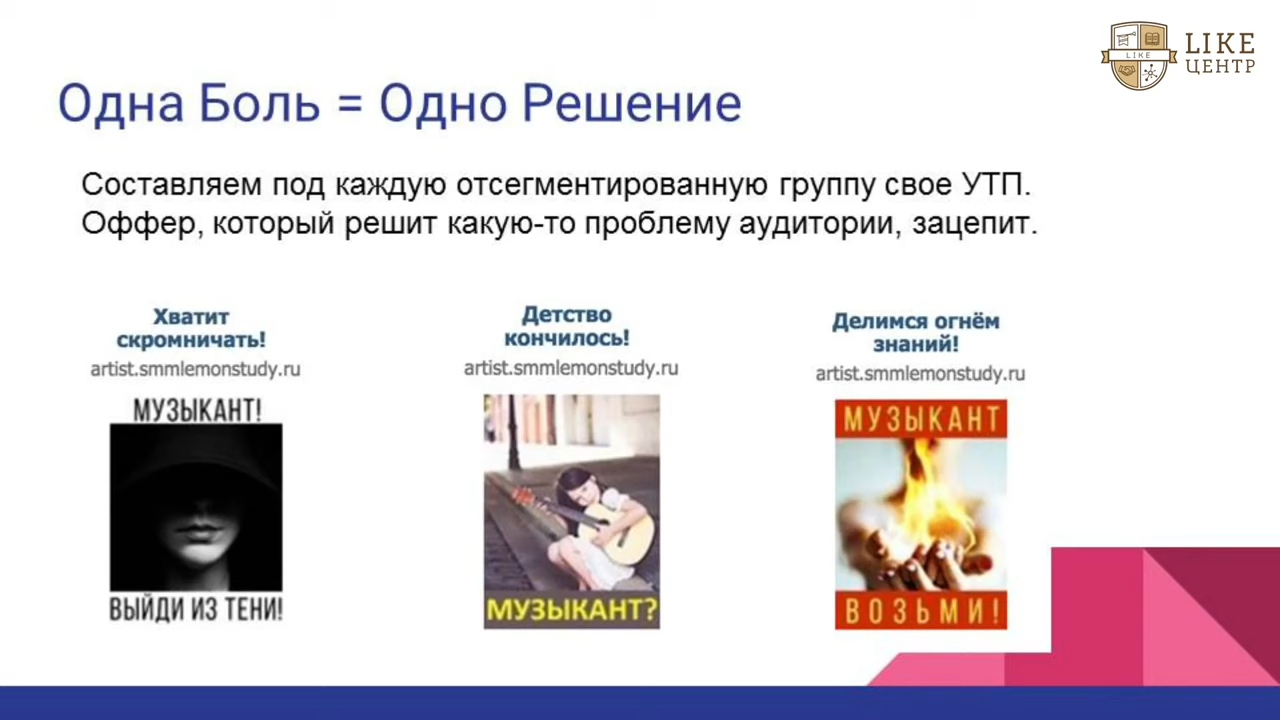 LIKE
LIKE
ЦЕНТР
Одна Боль = Одно Решение
Составляем под каждую отсегментированную группу свое УТП.
Оффер, который решит какую-то проблему аудитории, зацепит.
Хватит
скромничать!
artist.smmlemonstudy.ru
МУЗЫКАНТ!
ВЫЙДИ ИЗ ТЕНИ!
Детство
кончилось!
artist.smmlemonstudy.ru
МУЗЫКАНТ?
Делимся огнём
знаний!
artist.smmlemonstudy.ru
МУЗЫКАНТ
ВОЗЬМИ!